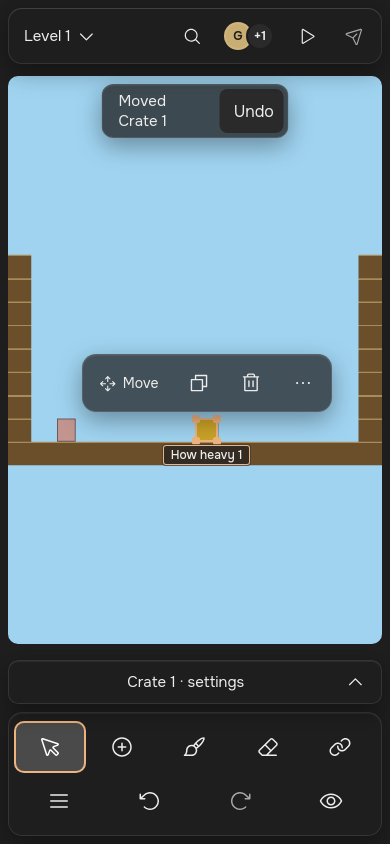 Level 1
G
+1
Moved
Crate 1
Undo
Move
How heavy 1
Crate 1 · settings